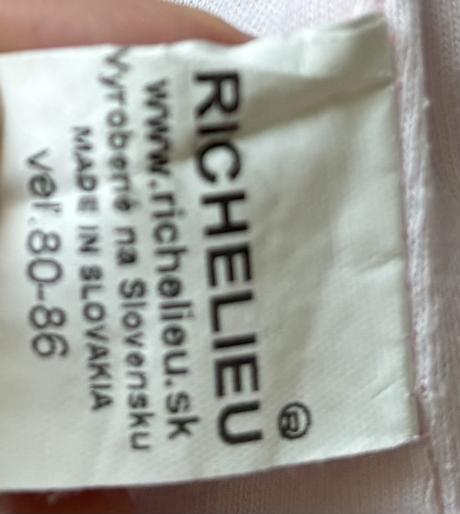 RICHELIEU®
www.richelieu.sk
Vyrobené na Slovensku
MADE IN SLOVAKIA
veľ.80-86